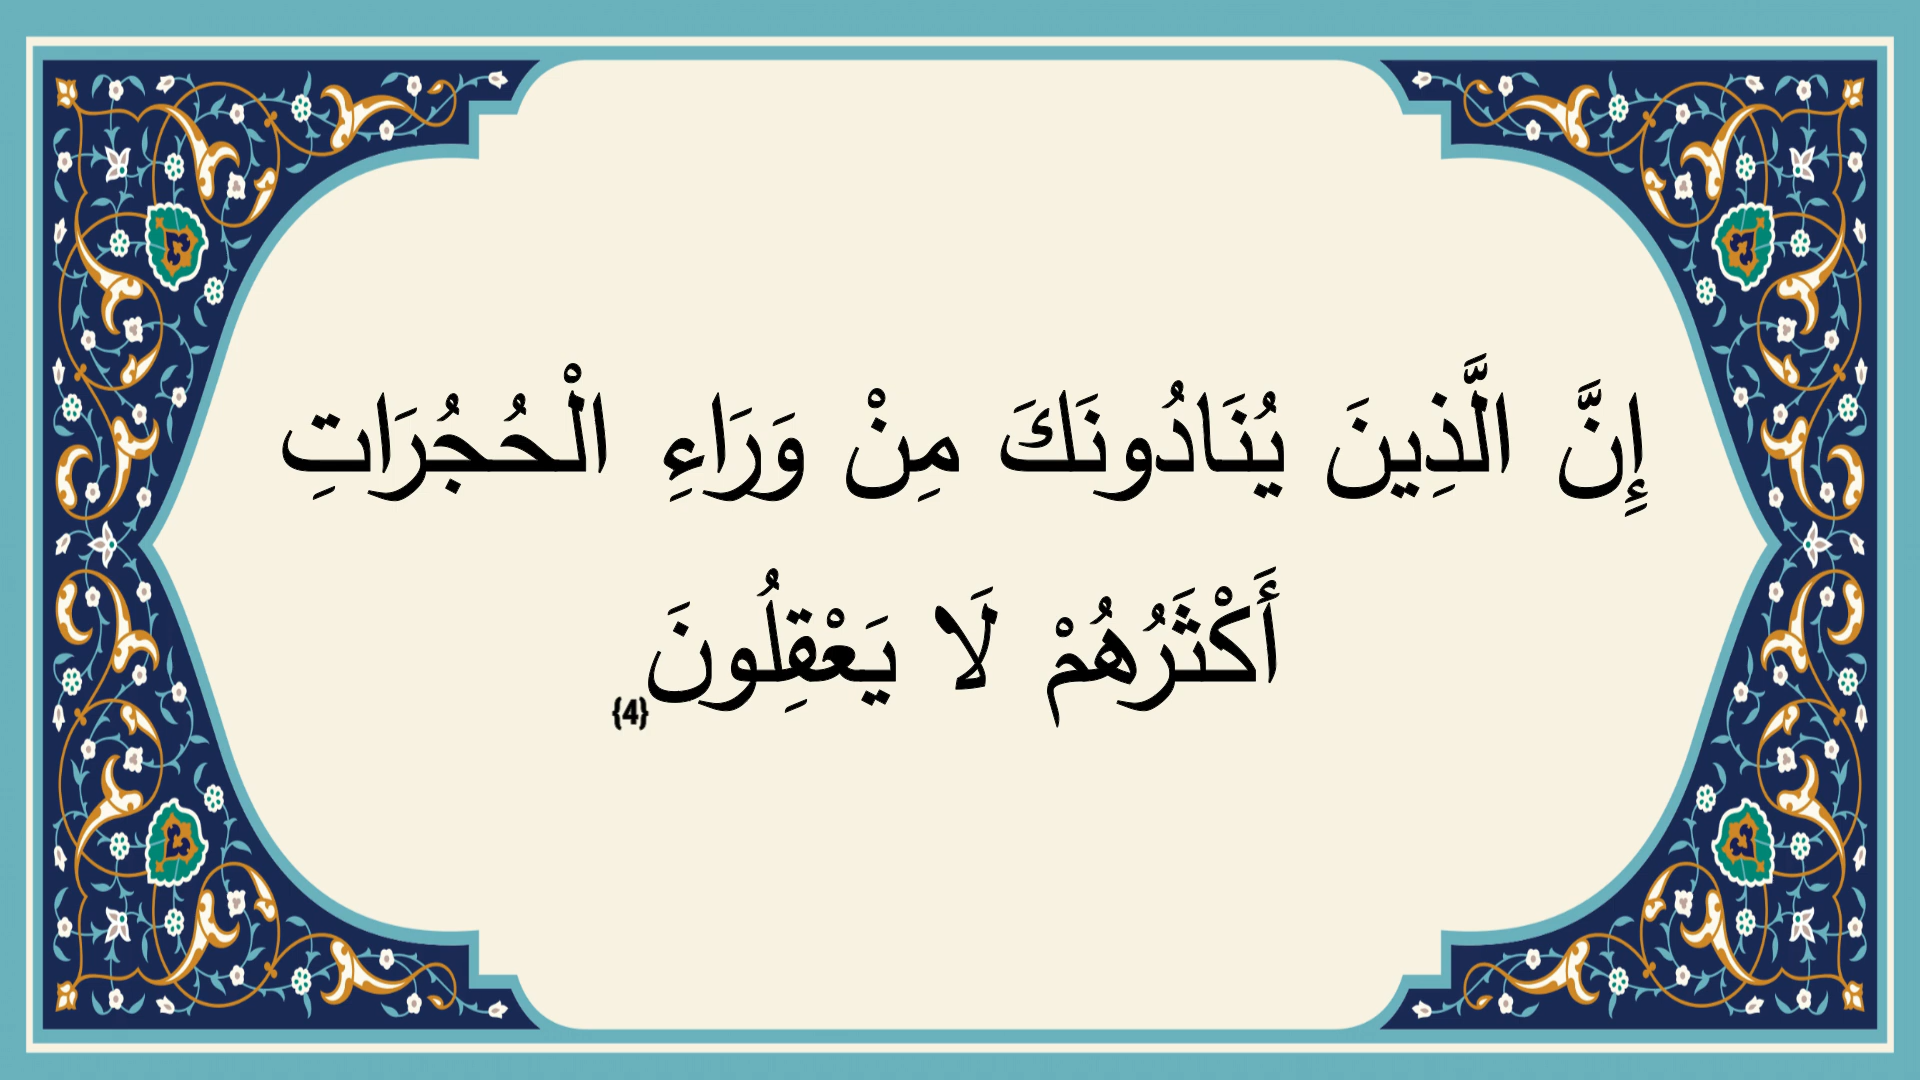 إِنَّ الَّذِينَ يُنَادُونَكَ مِنْ وَرَاءِ الْحُجُرَاتِ
أَكْثَرُهُمْ لَا يَعْقِلُونَ {4}